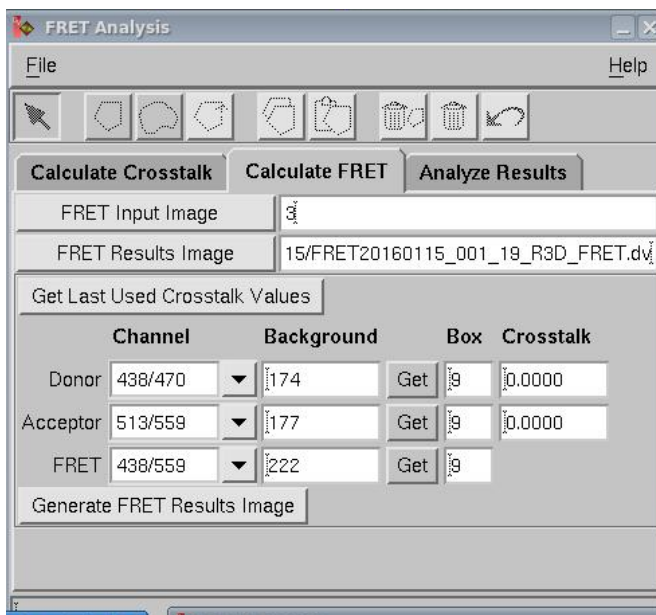 FRET Analysis
File Help
Calculate Crosstalk Calculate FRET Analyze Results
FRET Input Image 3
FRET Results Image 15/FRET20160115_001_19_R3D_FRET.dv
Get Last Used Crosstalk Values
Channel Background Box Crosstalk
Donor 438/470 174 Get 9 0.0000
Acceptor 513/559 177 Get 9 0.0000
FRET 438/559 222 Get 9
Generate FRET Results Image